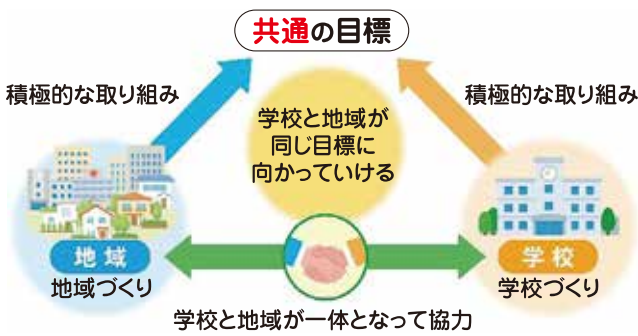 共通の目標
積極的な取り組み
積極的な取り組み
学校と地域が
同じ目標に
向かっていける
地域
学校
地域づくり
学校づくり
学校と地域が一体となって協力